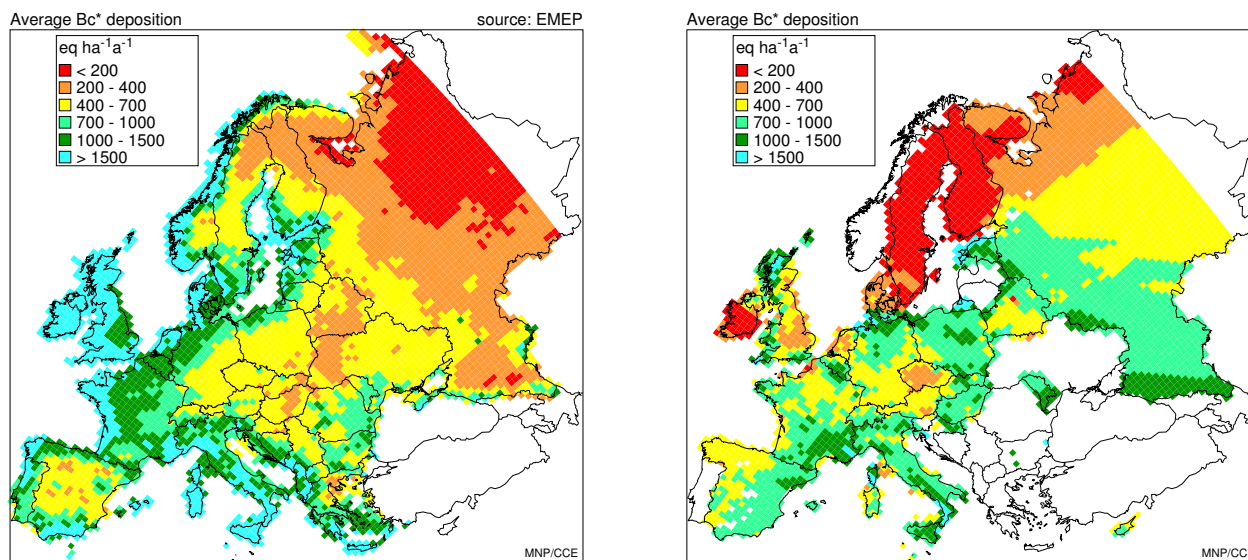 Average Bc* deposition source: EMEP
eq ha⁻¹a⁻¹
< 200
200 - 400
400 - 700
700 - 1000
1000 - 1500
> 1500
MNP/CCE
Average Bc* deposition
eq ha⁻¹a⁻¹
< 200
200 - 400
400 - 700
700 - 1000
1000 - 1500
> 1500
MNP/CCE